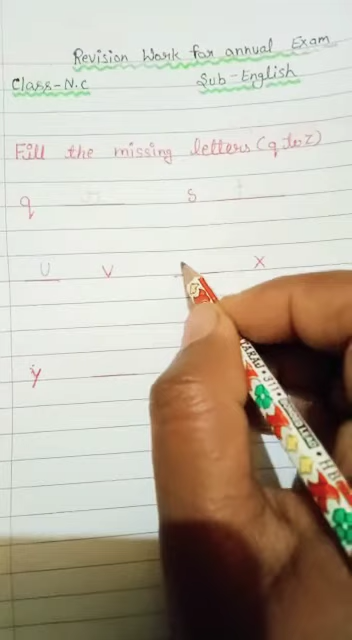 Revision Work for annual Exam
Class-N.C Sub-English
Fill the missing letters (q to z)
q r s t
U V X
y